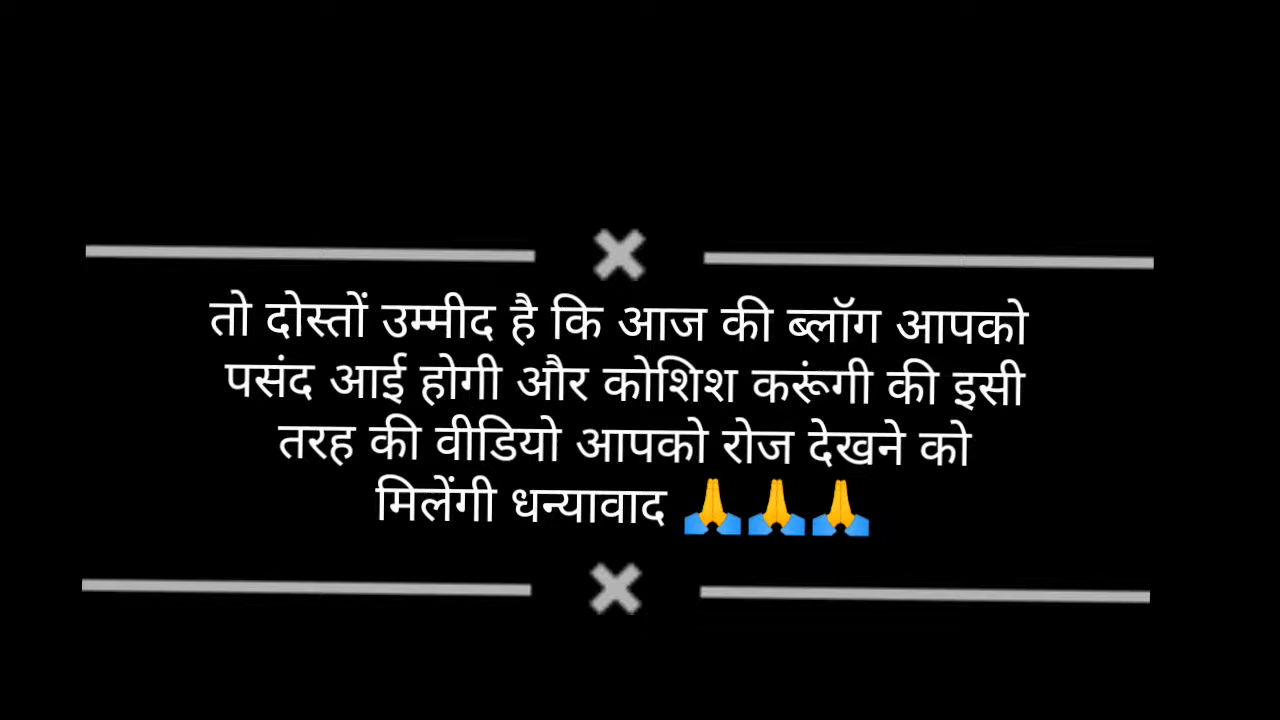 तो दोस्तों उम्मीद है कि आज की ब्लॉग आपको
पसंद आई होगी और कोशिश करूंगी की इसी
तरह की वीडियो आपको रोज देखने को
मिलेंगी धन्यावाद 🙏🙏🙏